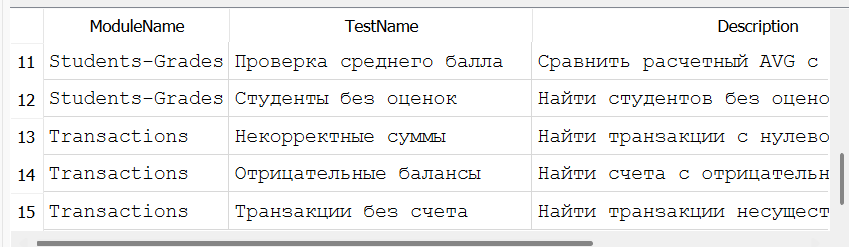 ModuleName TestName Description
11 Students-Grades Проверка среднего балла Сравнить расчетный AVG с
12 Students-Grades Студенты без оценок Найти студентов без оцено
13 Transactions Некорректные суммы Найти транзакции с нулево
14 Transactions Отрицательные балансы Найти счета с отрицательн
15 Transactions Транзакции без счета Найти транзакции несущест